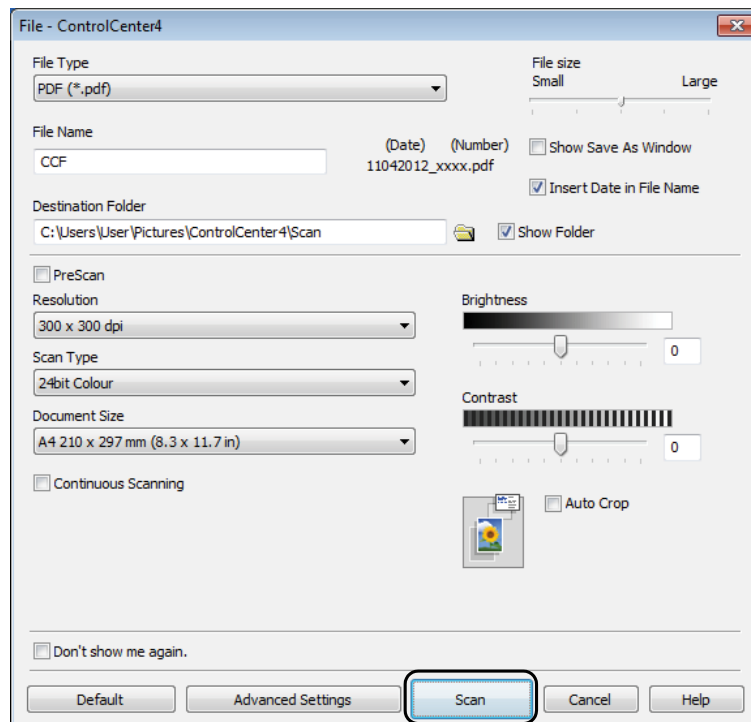 File - ControlCenter4
File Type
PDF (*.pdf)
File size
Small Large
File Name
CCF
(Date) (Number)
11042012_xxxx.pdf
Show Save As Window
Insert Date in File Name
Destination Folder
C:\Users\User\Pictures\ControlCenter4\Scan
Show Folder
PreScan
Resolution
300 x 300 dpi
Scan Type
24bit Colour
Document Size
A4 210 x 297 mm (8.3 x 11.7 in)
Continuous Scanning
Brightness
0
Contrast
0
Auto Crop
Don't show me again.
Default Advanced Settings Scan Cancel Help